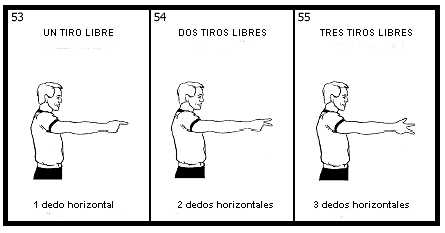 53
UN TIRO LIBRE
1 dedo horizontal
54
DOS TIROS LIBRES
2 dedos horizontales
55
TRES TIROS LIBRES
3 dedos horizontales